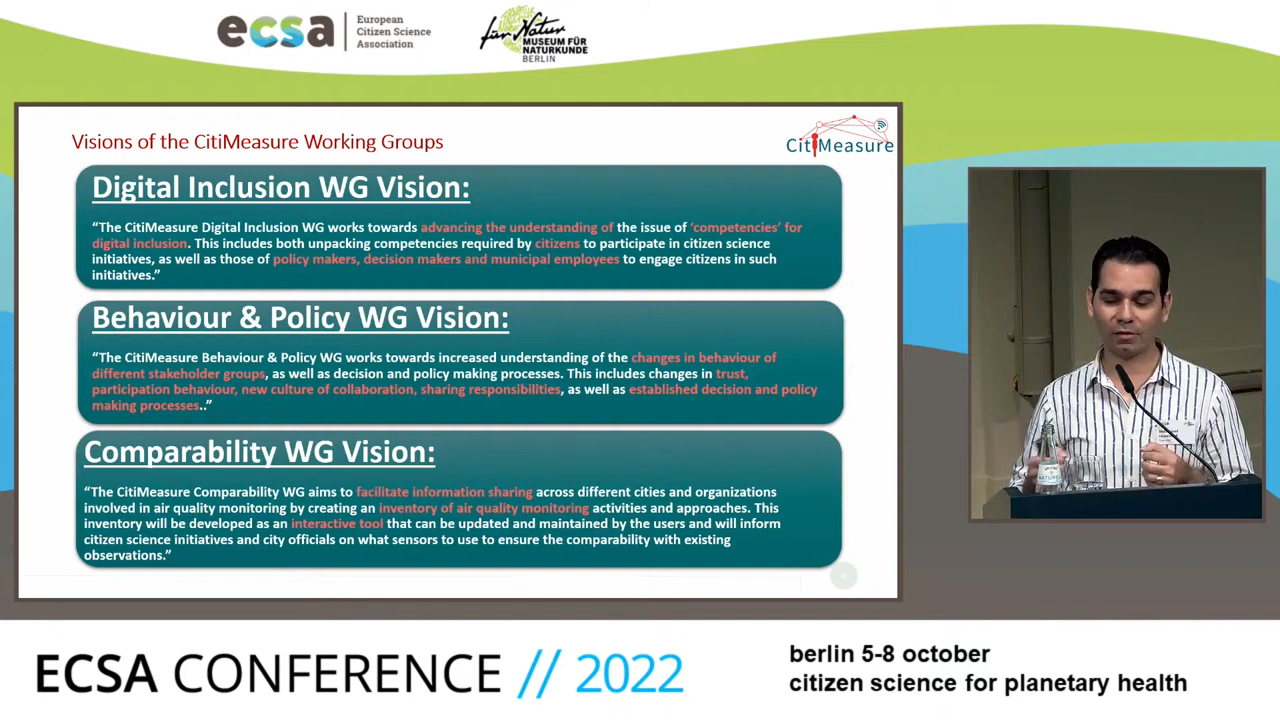 ecsa
European
Citizen Science
Association
für Natur
MUSEUM FÜR
NATURKUNDE
BERLIN
Visions of the CitiMeasure Working Groups
CitiMeasure
Digital Inclusion WG Vision:
“The CitiMeasure Digital Inclusion WG works towards advancing the understanding of the issue of ‘competencies’ for
digital inclusion. This includes both unpacking competencies required by citizens to participate in citizen science
initiatives, as well as those of policy makers, decision makers and municipal employees to engage citizens in such
initiatives.”
Behaviour & Policy WG Vision:
“The CitiMeasure Behaviour & Policy WG works towards increased understanding of the changes in behaviour of
different stakeholder groups, as well as decision and policy making processes. This includes changes in trust,
participation behaviour, new culture of collaboration, sharing responsibilities, as well as established decision and policy
making processes..”
Comparability WG Vision:
“The CitiMeasure Comparability WG aims to facilitate information sharing across different cities and organizations
involved in air quality monitoring by creating an inventory of air quality monitoring activities and approaches. This
inventory will be developed as an interactive tool that can be updated and maintained by the users and will inform
citizen science initiatives and city officials on what sensors to use to ensure the comparability with existing
observations.”
ECSA CONFERENCE // 2022
berlin 5-8 october
citizen science for planetary health